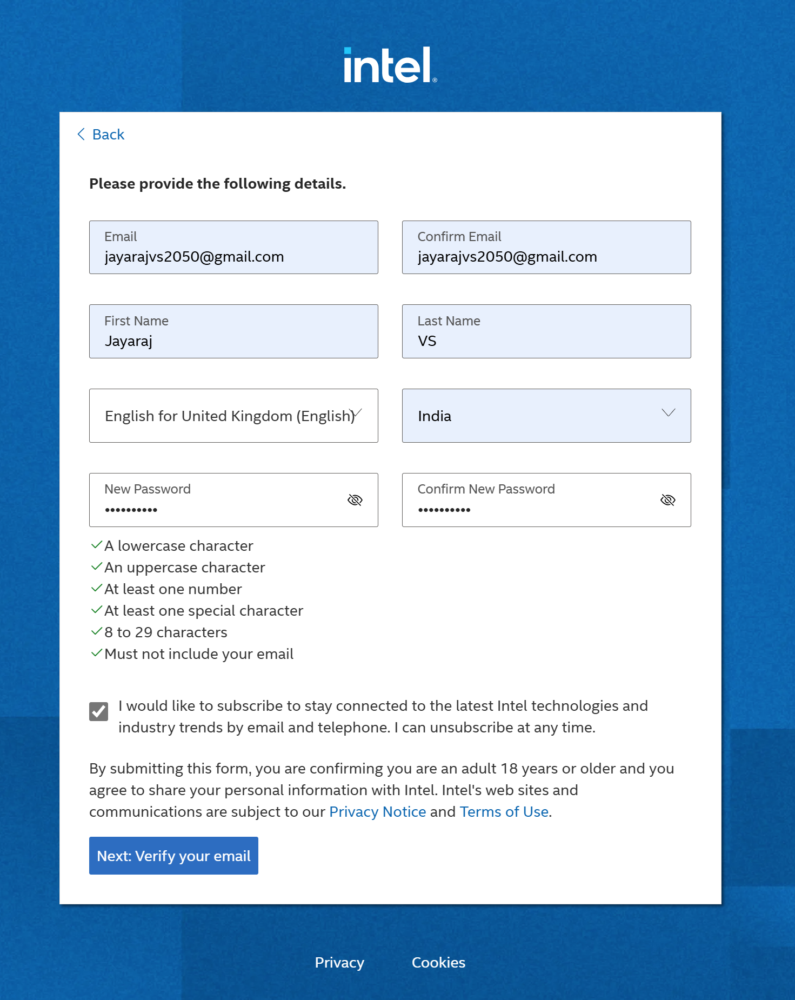 intel®
Back
Please provide the following details.
Email
jayarajvs2050@gmail.com
Confirm Email
jayarajvs2050@gmail.com
First Name
Jayaraj
Last Name
VS
English for United Kingdom (English)
India
New Password
••••••••••
Confirm New Password
••••••••••
A lowercase character
An uppercase character
At least one number
At least one special character
8 to 29 characters
Must not include your email
I would like to subscribe to stay connected to the latest Intel technologies and
industry trends by email and telephone. I can unsubscribe at any time.
By submitting this form, you are confirming you are an adult 18 years or older and you
agree to share your personal information with Intel. Intel's web sites and
communications are subject to our Privacy Notice and Terms of Use.
Next: Verify your email
Privacy
Cookies